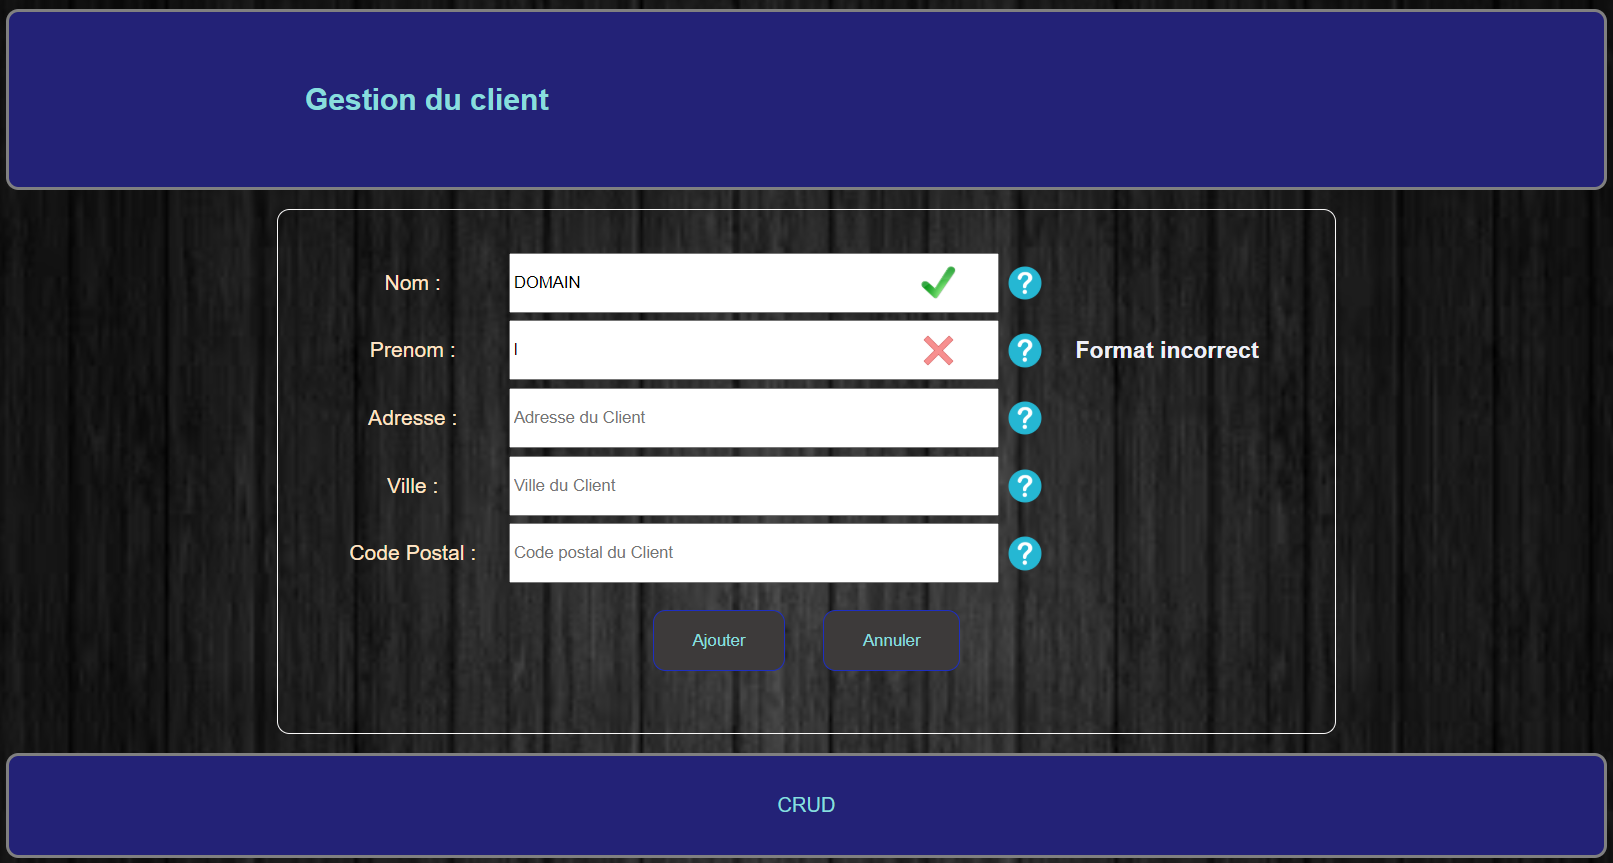 Gestion du client
Nom :
DOMAIN
?
Prenom :
l
?
Format incorrect
Adresse :
Adresse du Client
?
Ville :
Ville du Client
?
Code Postal :
Code postal du Client
?
Ajouter
Annuler
CRUD